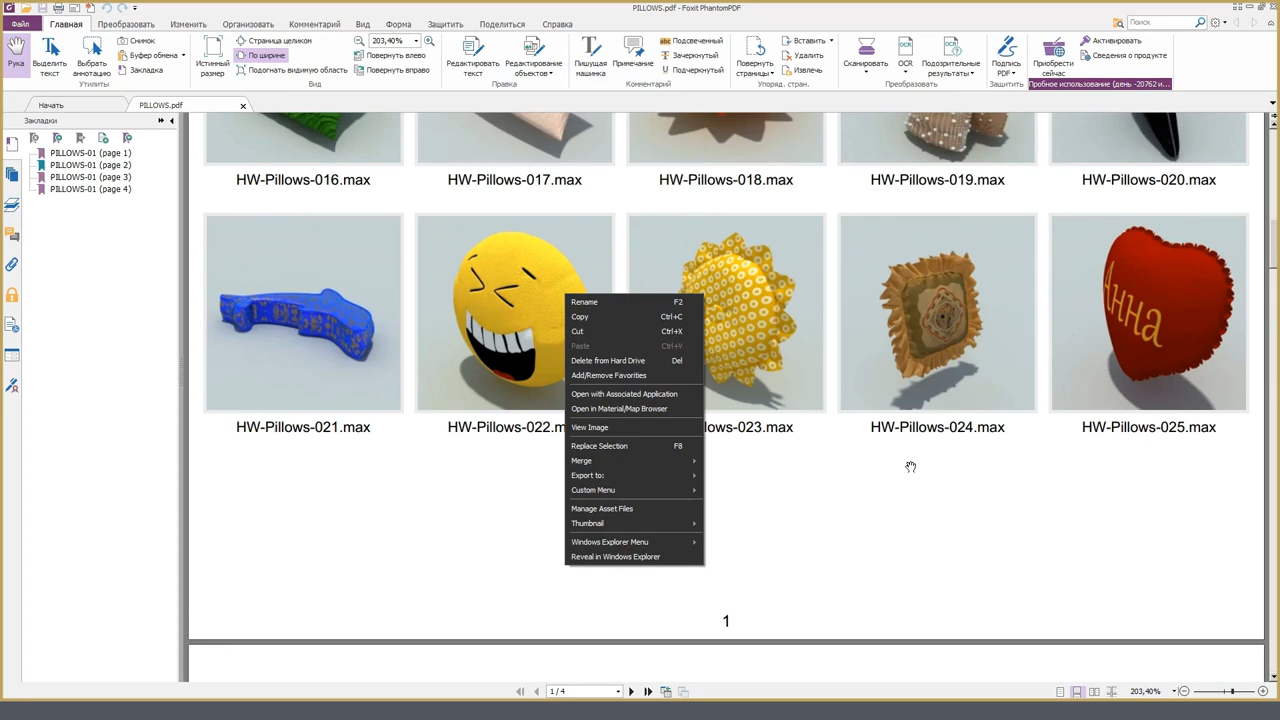 PILLOWS.pdf - Foxit PhantomPDF
Файл Главная Преобразовать Изменить Организовать Комментарий Вид Форма Защитить Поделиться Справка
Поиск
Рука
Выделить текст
Выбрать аннотацию
Снимок
Буфер обмена
Закладка
Утилиты
Истинный размер
Страница целиком
По ширине
Подогнать видимую область
203,40%
Повернуть влево
Повернуть вправо
Вид
Редактировать текст
Редактирование объектов
Правка
Пишущая машинка
Примечание
Подсвеченный
Зачеркнутый
Подчеркнутый
Комментарий
Повернуть страницы
Вставить
Удалить
Извлечь
Упоряд. стран.
Сканировать
OCR
Подозрительные результаты
Преобразовать
Подпись PDF
Защитить
Приобрести сейчас
Активировать
Сведения о продукте
Пробное использование (день -20762 и...
Начать
PILLOWS.pdf
Закладки
PILLOWS-01 (page 1)
PILLOWS-01 (page 2)
PILLOWS-01 (page 3)
PILLOWS-01 (page 4)
HW-Pillows-016.max HW-Pillows-017.max HW-Pillows-018.max HW-Pillows-019.max HW-Pillows-020.max
Анна
HW-Pillows-021.max HW-Pillows-022.m lows-023.max HW-Pillows-024.max HW-Pillows-025.max
Rename F2
Copy Ctrl+C
Cut Ctrl+X
Paste Ctrl+V
Delete from Hard Drive Del
Add/Remove Favorities
Open with Associated Application
Open in Material/Map Browser
View Image
Replace Selection F8
Merge
Export to:
Custom Menu
Manage Asset Files
Thumbnail
Windows Explorer Menu
Reveal in Windows Explorer
1
1 / 4
203,40%